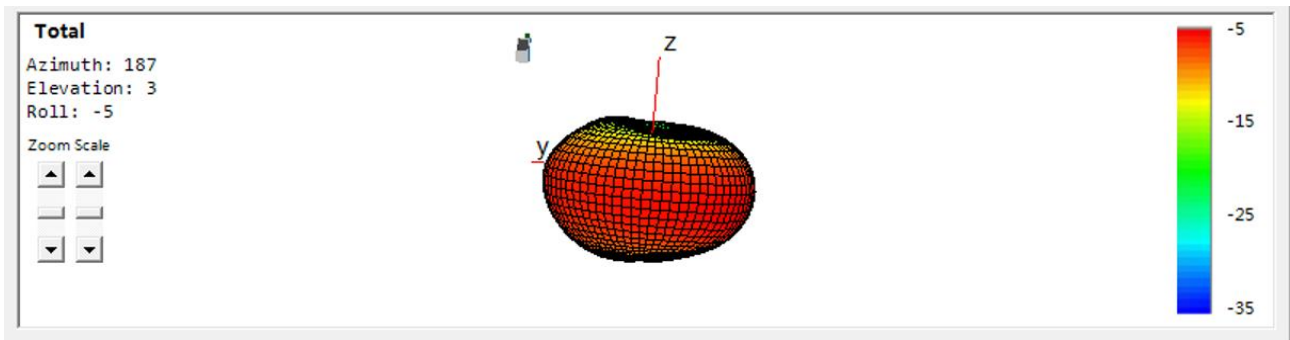 Total
Azimuth: 187
Elevation: 3
Roll: -5
Zoom Scale
z
y
-5
-15
-25
-35